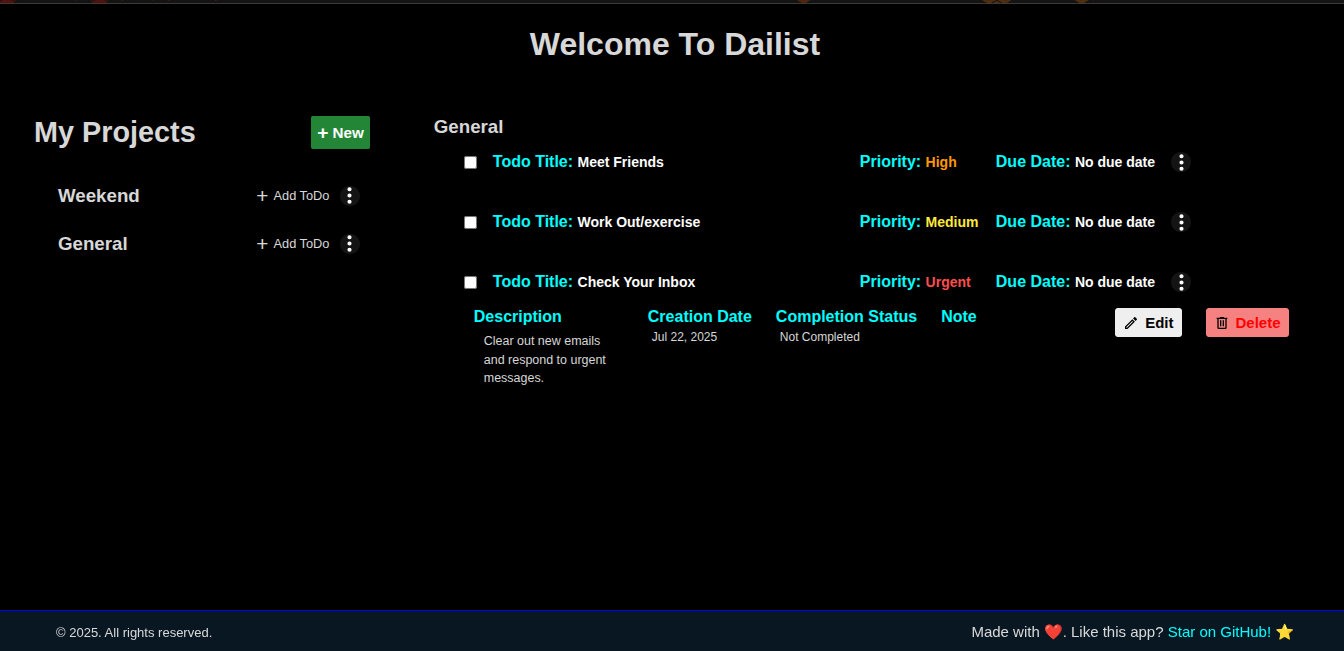 Welcome To Dailist
My Projects
+ New
Weekend
+ Add ToDo
General
+ Add ToDo
General
Todo Title: Meet Friends Priority: High Due Date: No due date
Todo Title: Work Out/exercise Priority: Medium Due Date: No due date
Todo Title: Check Your Inbox Priority: Urgent Due Date: No due date
Description Creation Date Completion Status Note
Edit Delete
Jul 22, 2025 Not Completed
Clear out new emails
and respond to urgent
messages.
© 2025. All rights reserved.
Made with ❤️. Like this app? Star on GitHub! ⭐